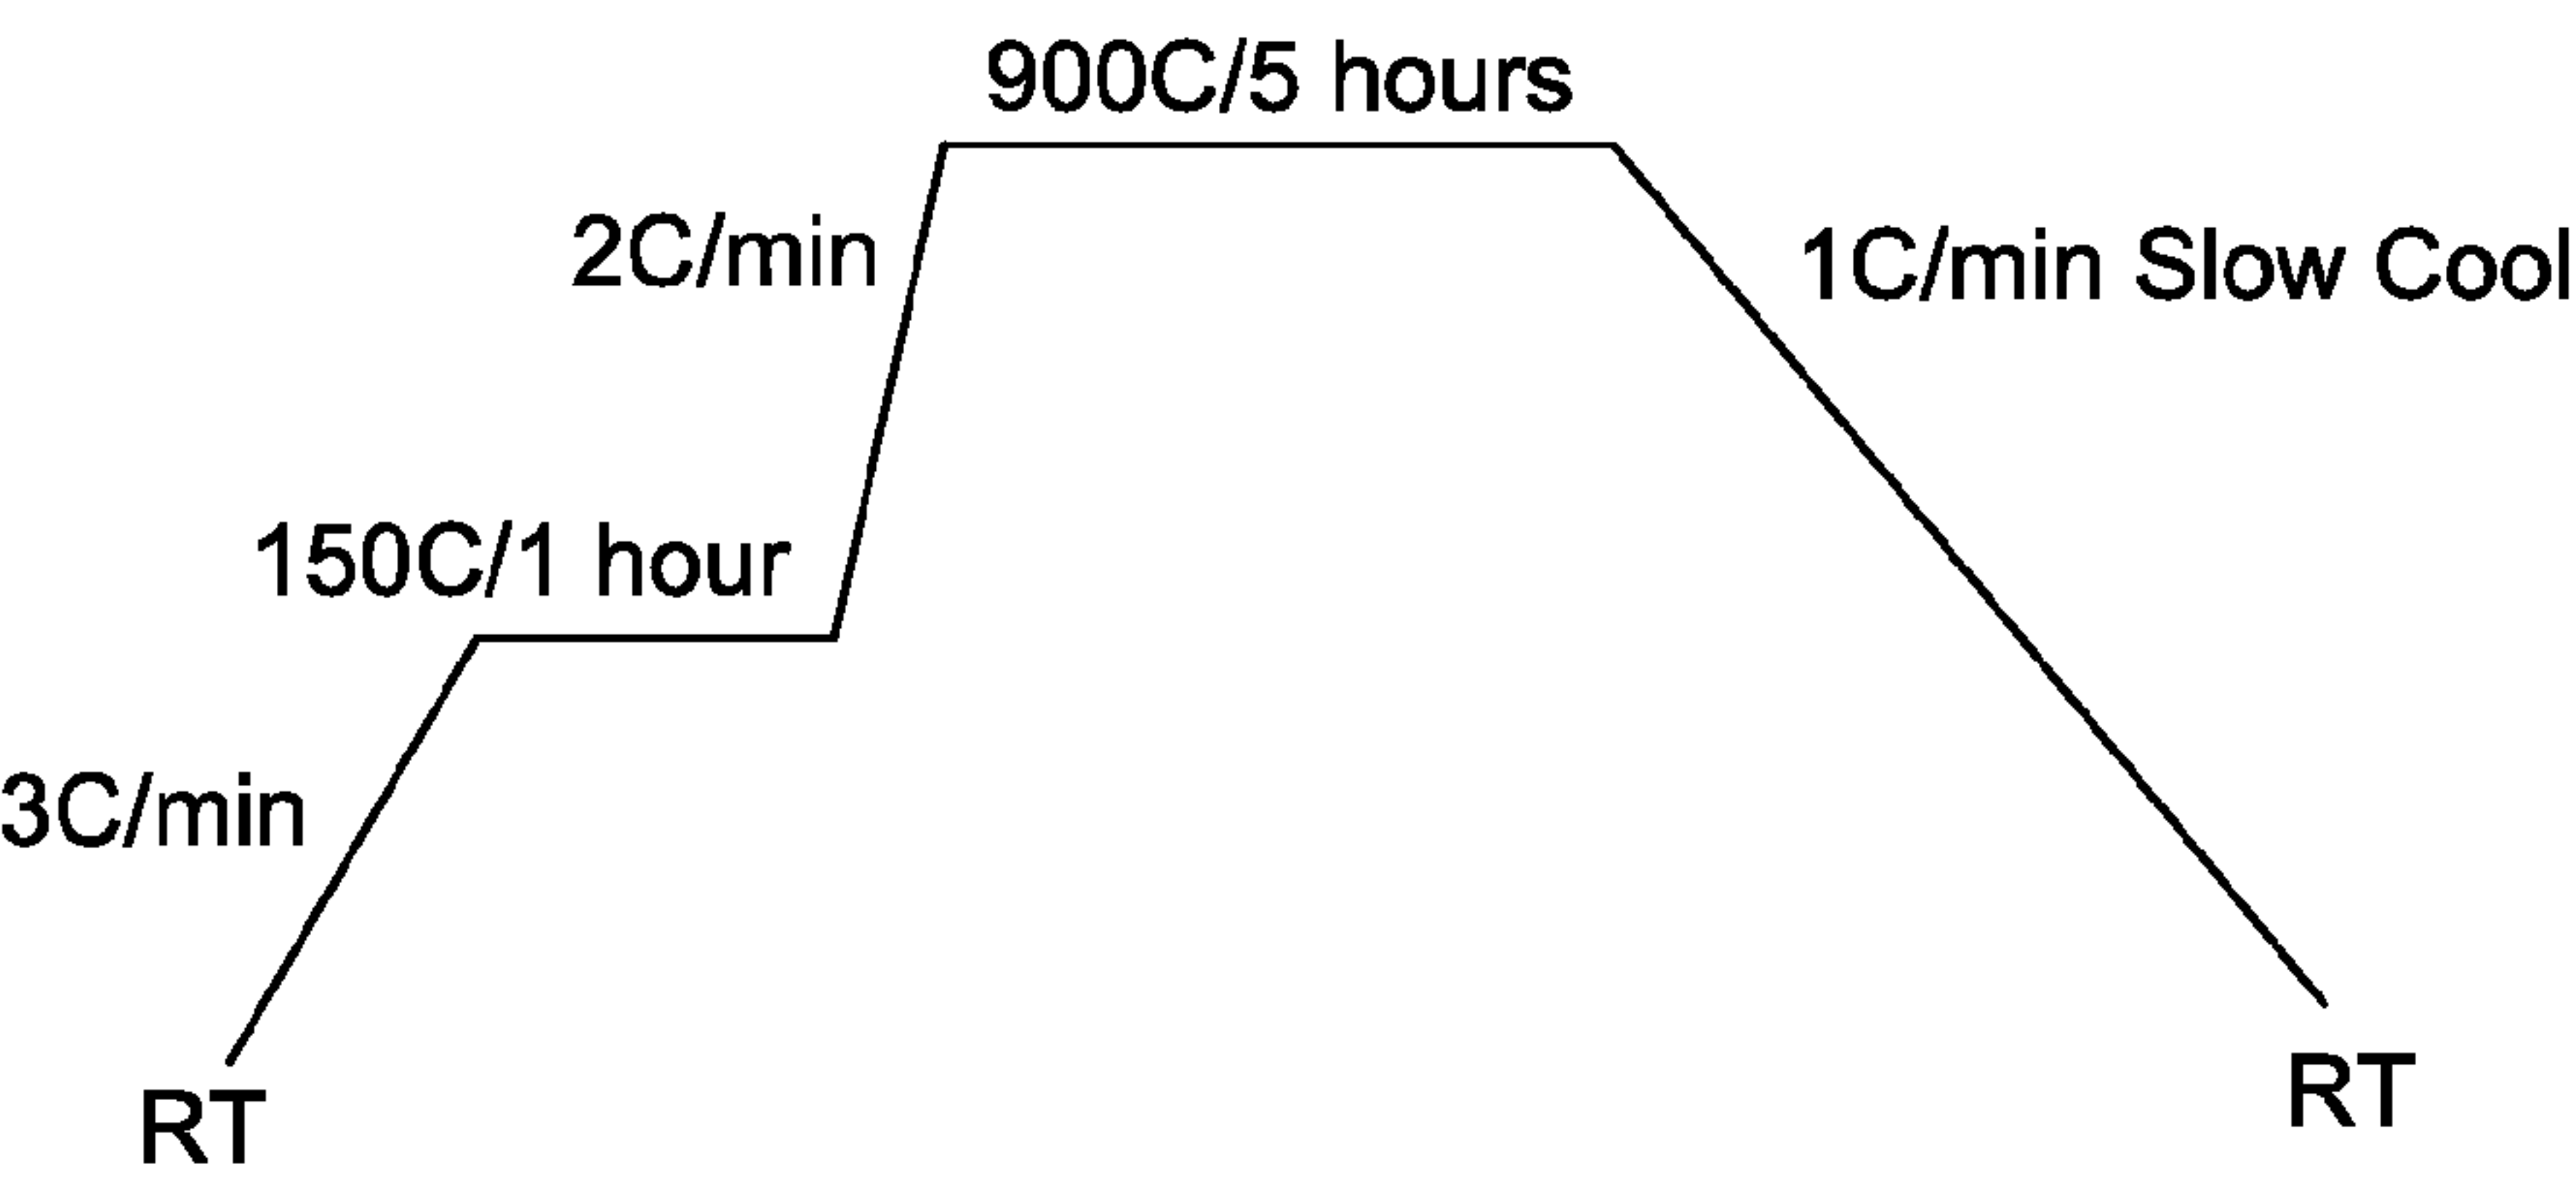 900C/5 hours
2C/min
1C/min Slow Cool
150C/1 hour
3C/min
RT
RT